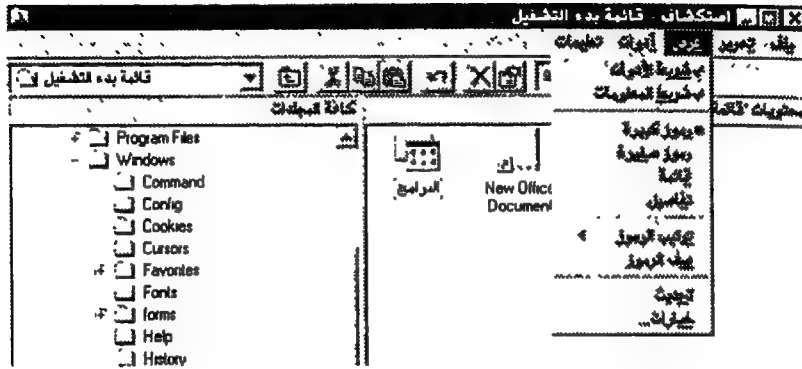 استكشاف - قائمة بدء التشغيل
ملف تحرير عرض أدوات تعليمات
قائمة بدء التشغيل
كافة المجلدات
محتويات "قائمة
شريط الأدوات
شريط المعلومات
رموز كبيرة
رموز صغيرة
قائمة
تفاصيل
ترتيب الرموز
صف الرموز
تحديث
خيارات...
Program Files
Windows
Command
Config
Cookies
Cursors
Favorites
Fonts
forms
Help
History
البرامج
New Office
Document